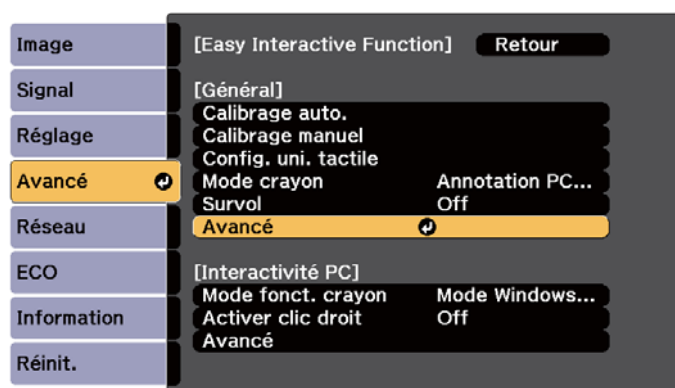 Image
Signal
Réglage
Avancé
Réseau
ECO
Information
Réinit.
[Easy Interactive Function] Retour
[Général]
Calibrage auto.
Calibrage manuel
Config. uni. tactile
Mode crayon Annotation PC...
Survol Off
Avancé
[Interactivité PC]
Mode fonct. crayon Mode Windows...
Activer clic droit Off
Avancé